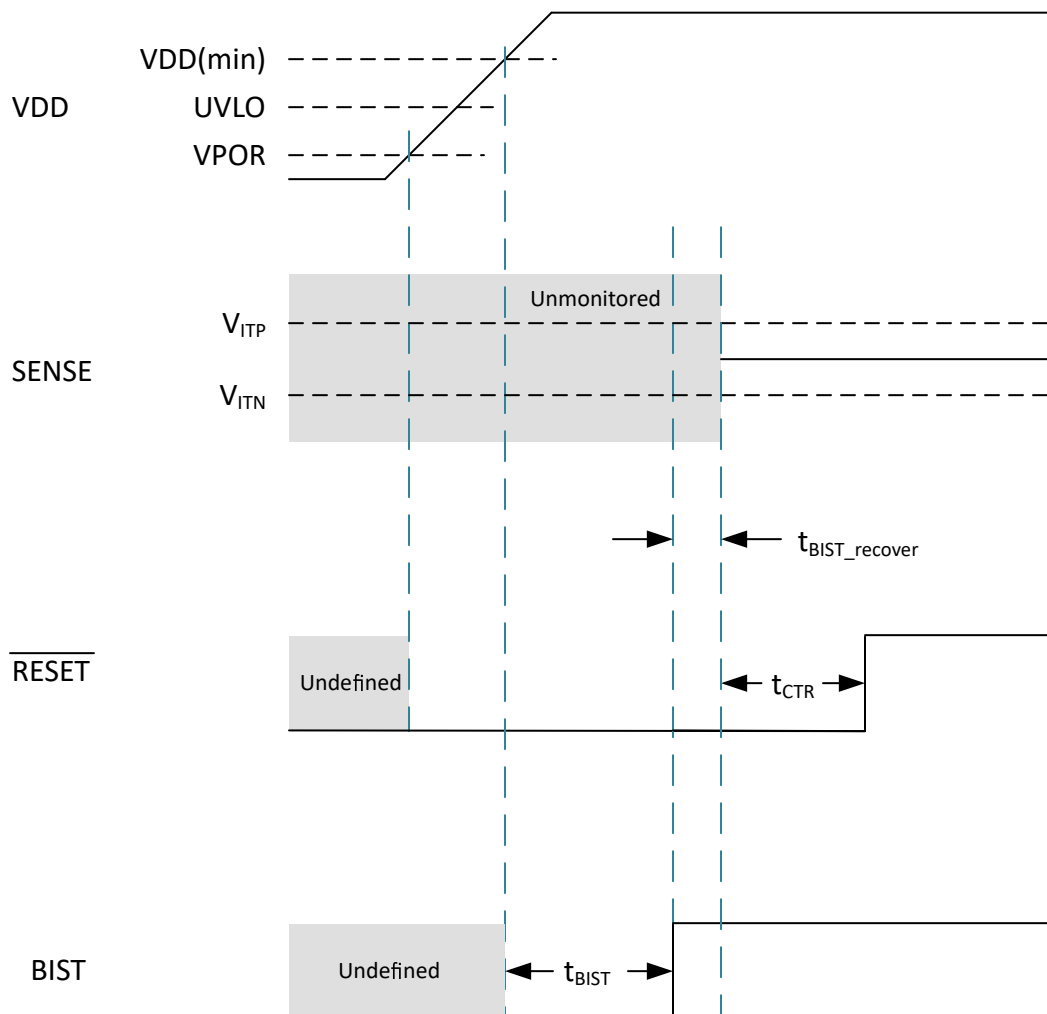 VDD(min)
VDD
UVLO
VPOR
Unmonitored
V_ITP
SENSE
V_ITN
t_BIST_recover
RESET
Undefined
t_CTR
BIST
Undefined
t_BIST